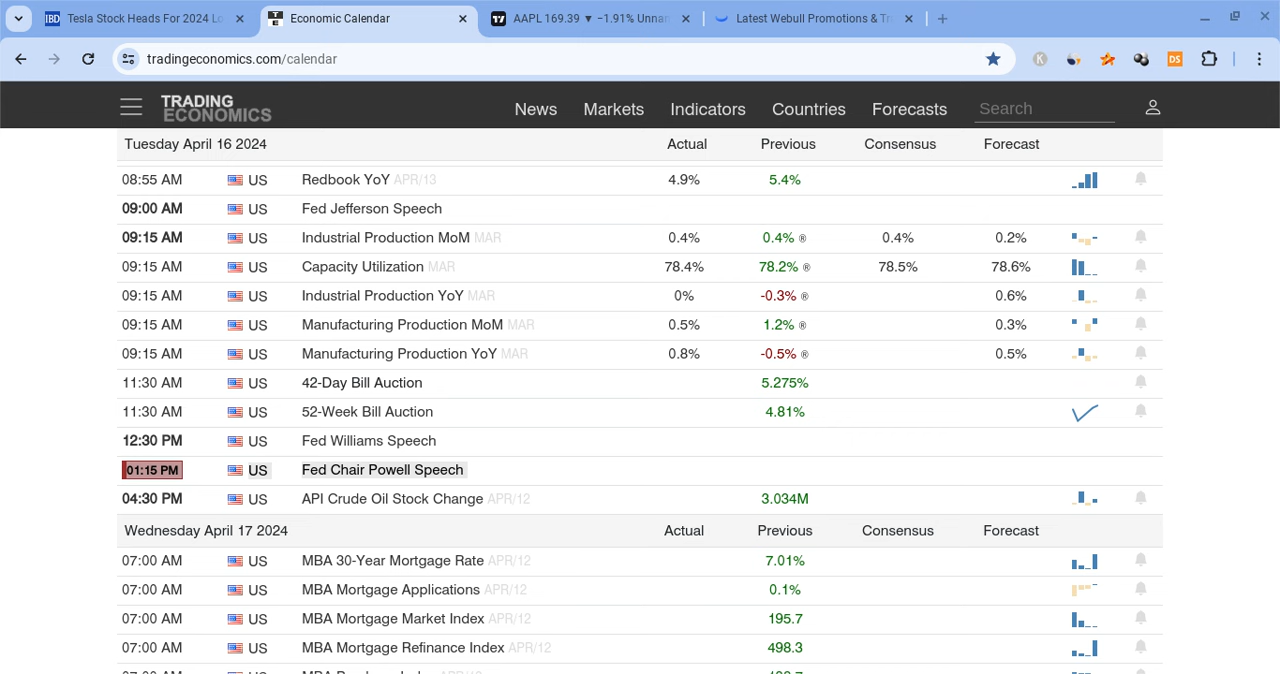 Tesla Stock Heads For 2024 Lo
Economic Calendar
AAPL 169.39 ▼ −1.91% Unnan
Latest Webull Promotions & Tr
tradingeconomics.com/calendar
K
DS
TRADING ECONOMICS
News Markets Indicators Countries Forecasts Search
Tuesday April 16 2024 Actual Previous Consensus Forecast
08:55 AM US Redbook YoY APR/13 4.9% 5.4%
09:00 AM US Fed Jefferson Speech
09:15 AM US Industrial Production MoM MAR 0.4% 0.4% ® 0.4% 0.2%
09:15 AM US Capacity Utilization MAR 78.4% 78.2% ® 78.5% 78.6%
09:15 AM US Industrial Production YoY MAR 0% -0.3% ® 0.6%
09:15 AM US Manufacturing Production MoM MAR 0.5% 1.2% ® 0.3%
09:15 AM US Manufacturing Production YoY MAR 0.8% -0.5% ® 0.5%
11:30 AM US 42-Day Bill Auction 5.275%
11:30 AM US 52-Week Bill Auction 4.81%
12:30 PM US Fed Williams Speech
01:15 PM US Fed Chair Powell Speech
04:30 PM US API Crude Oil Stock Change APR/12 3.034M
Wednesday April 17 2024 Actual Previous Consensus Forecast
07:00 AM US MBA 30-Year Mortgage Rate APR/12 7.01%
07:00 AM US MBA Mortgage Applications APR/12 0.1%
07:00 AM US MBA Mortgage Market Index APR/12 195.7
07:00 AM US MBA Mortgage Refinance Index APR/12 498.3